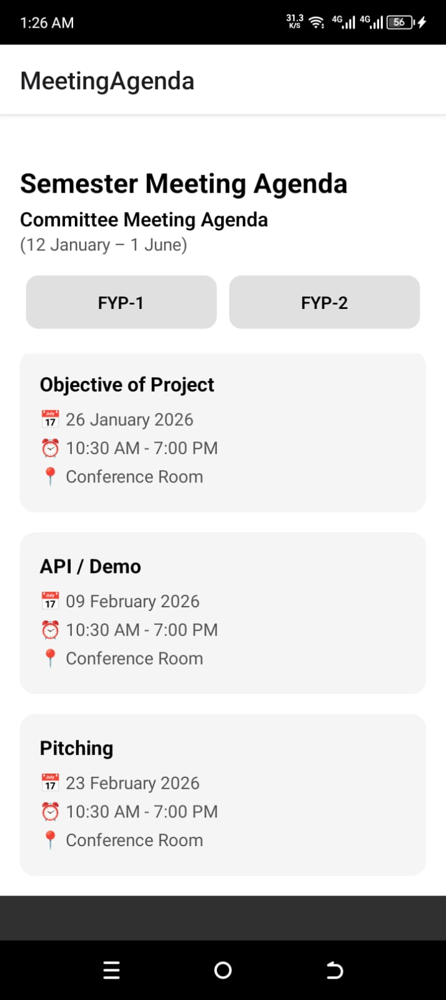 1:26 AM
31.3 K/S 4G 4G 56
MeetingAgenda
Semester Meeting Agenda
Committee Meeting Agenda
(12 January – 1 June)
FYP-1 FYP-2
Objective of Project
📅 26 January 2026
⏰ 10:30 AM - 7:00 PM
📍 Conference Room
API / Demo
📅 09 February 2026
⏰ 10:30 AM - 7:00 PM
📍 Conference Room
Pitching
📅 23 February 2026
⏰ 10:30 AM - 7:00 PM
📍 Conference Room